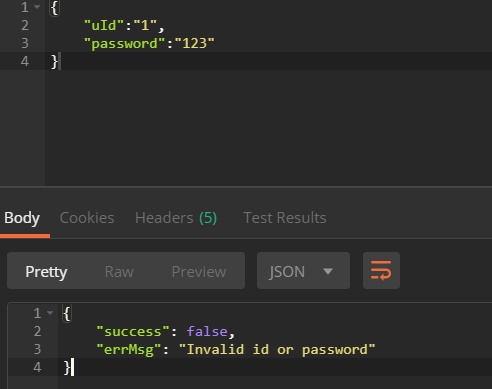 1 {
2 "uId":"1",
3 "password":"123"
4 }
Body Cookies Headers (5) Test Results
Pretty Raw Preview JSON
1 {
2 "success": false,
3 "errMsg": "Invalid id or password"
4 }